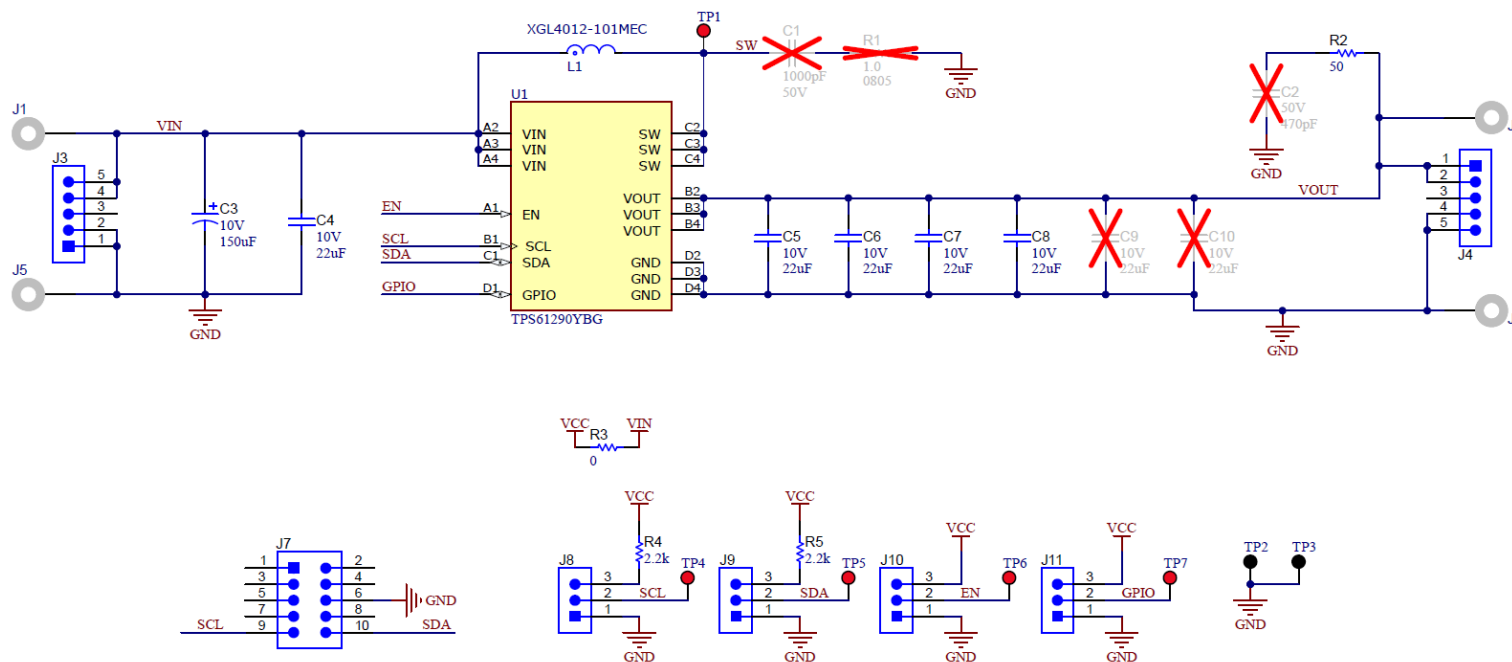 TP1
XGL4012-101MEC
L1
SW
C1
1000pF
50V
R1
1.0
0805
GND
R2
50
C2
50V
470pF
GND
J1
VIN
J3
5
4
3
2
1
J5
C3
10V
150uF
C4
10V
22uF
GND
U1
A2 VIN SW C2
A3 VIN SW C3
A4 VIN SW C4
VOUT B2
EN A1 EN VOUT B3
VOUT B4
SCL B1 SCL
SDA C1 SDA GND D2
GND D3
GPIO D1 GPIO GND D4
TPS61290YBG
C5
10V
22uF
C6
10V
22uF
C7
10V
22uF
C8
10V
22uF
C9
10V
22uF
C10
10V
22uF
VOUT
J
1
2
3
4
5
J4
J
GND
VCC R3 VIN
0
J7
1 2
3 4
5 6 GND
7 8
SCL 9 10 SDA
VCC
R4
2.2k
J8
TP4
3
2 SCL
1
GND
VCC
R5
2.2k
J9
TP5
3
2 SDA
1
GND
VCC
J10
TP6
3
2 EN
1
GND
VCC
J11
TP7
3
2 GPIO
1
GND
TP2 TP3
GND